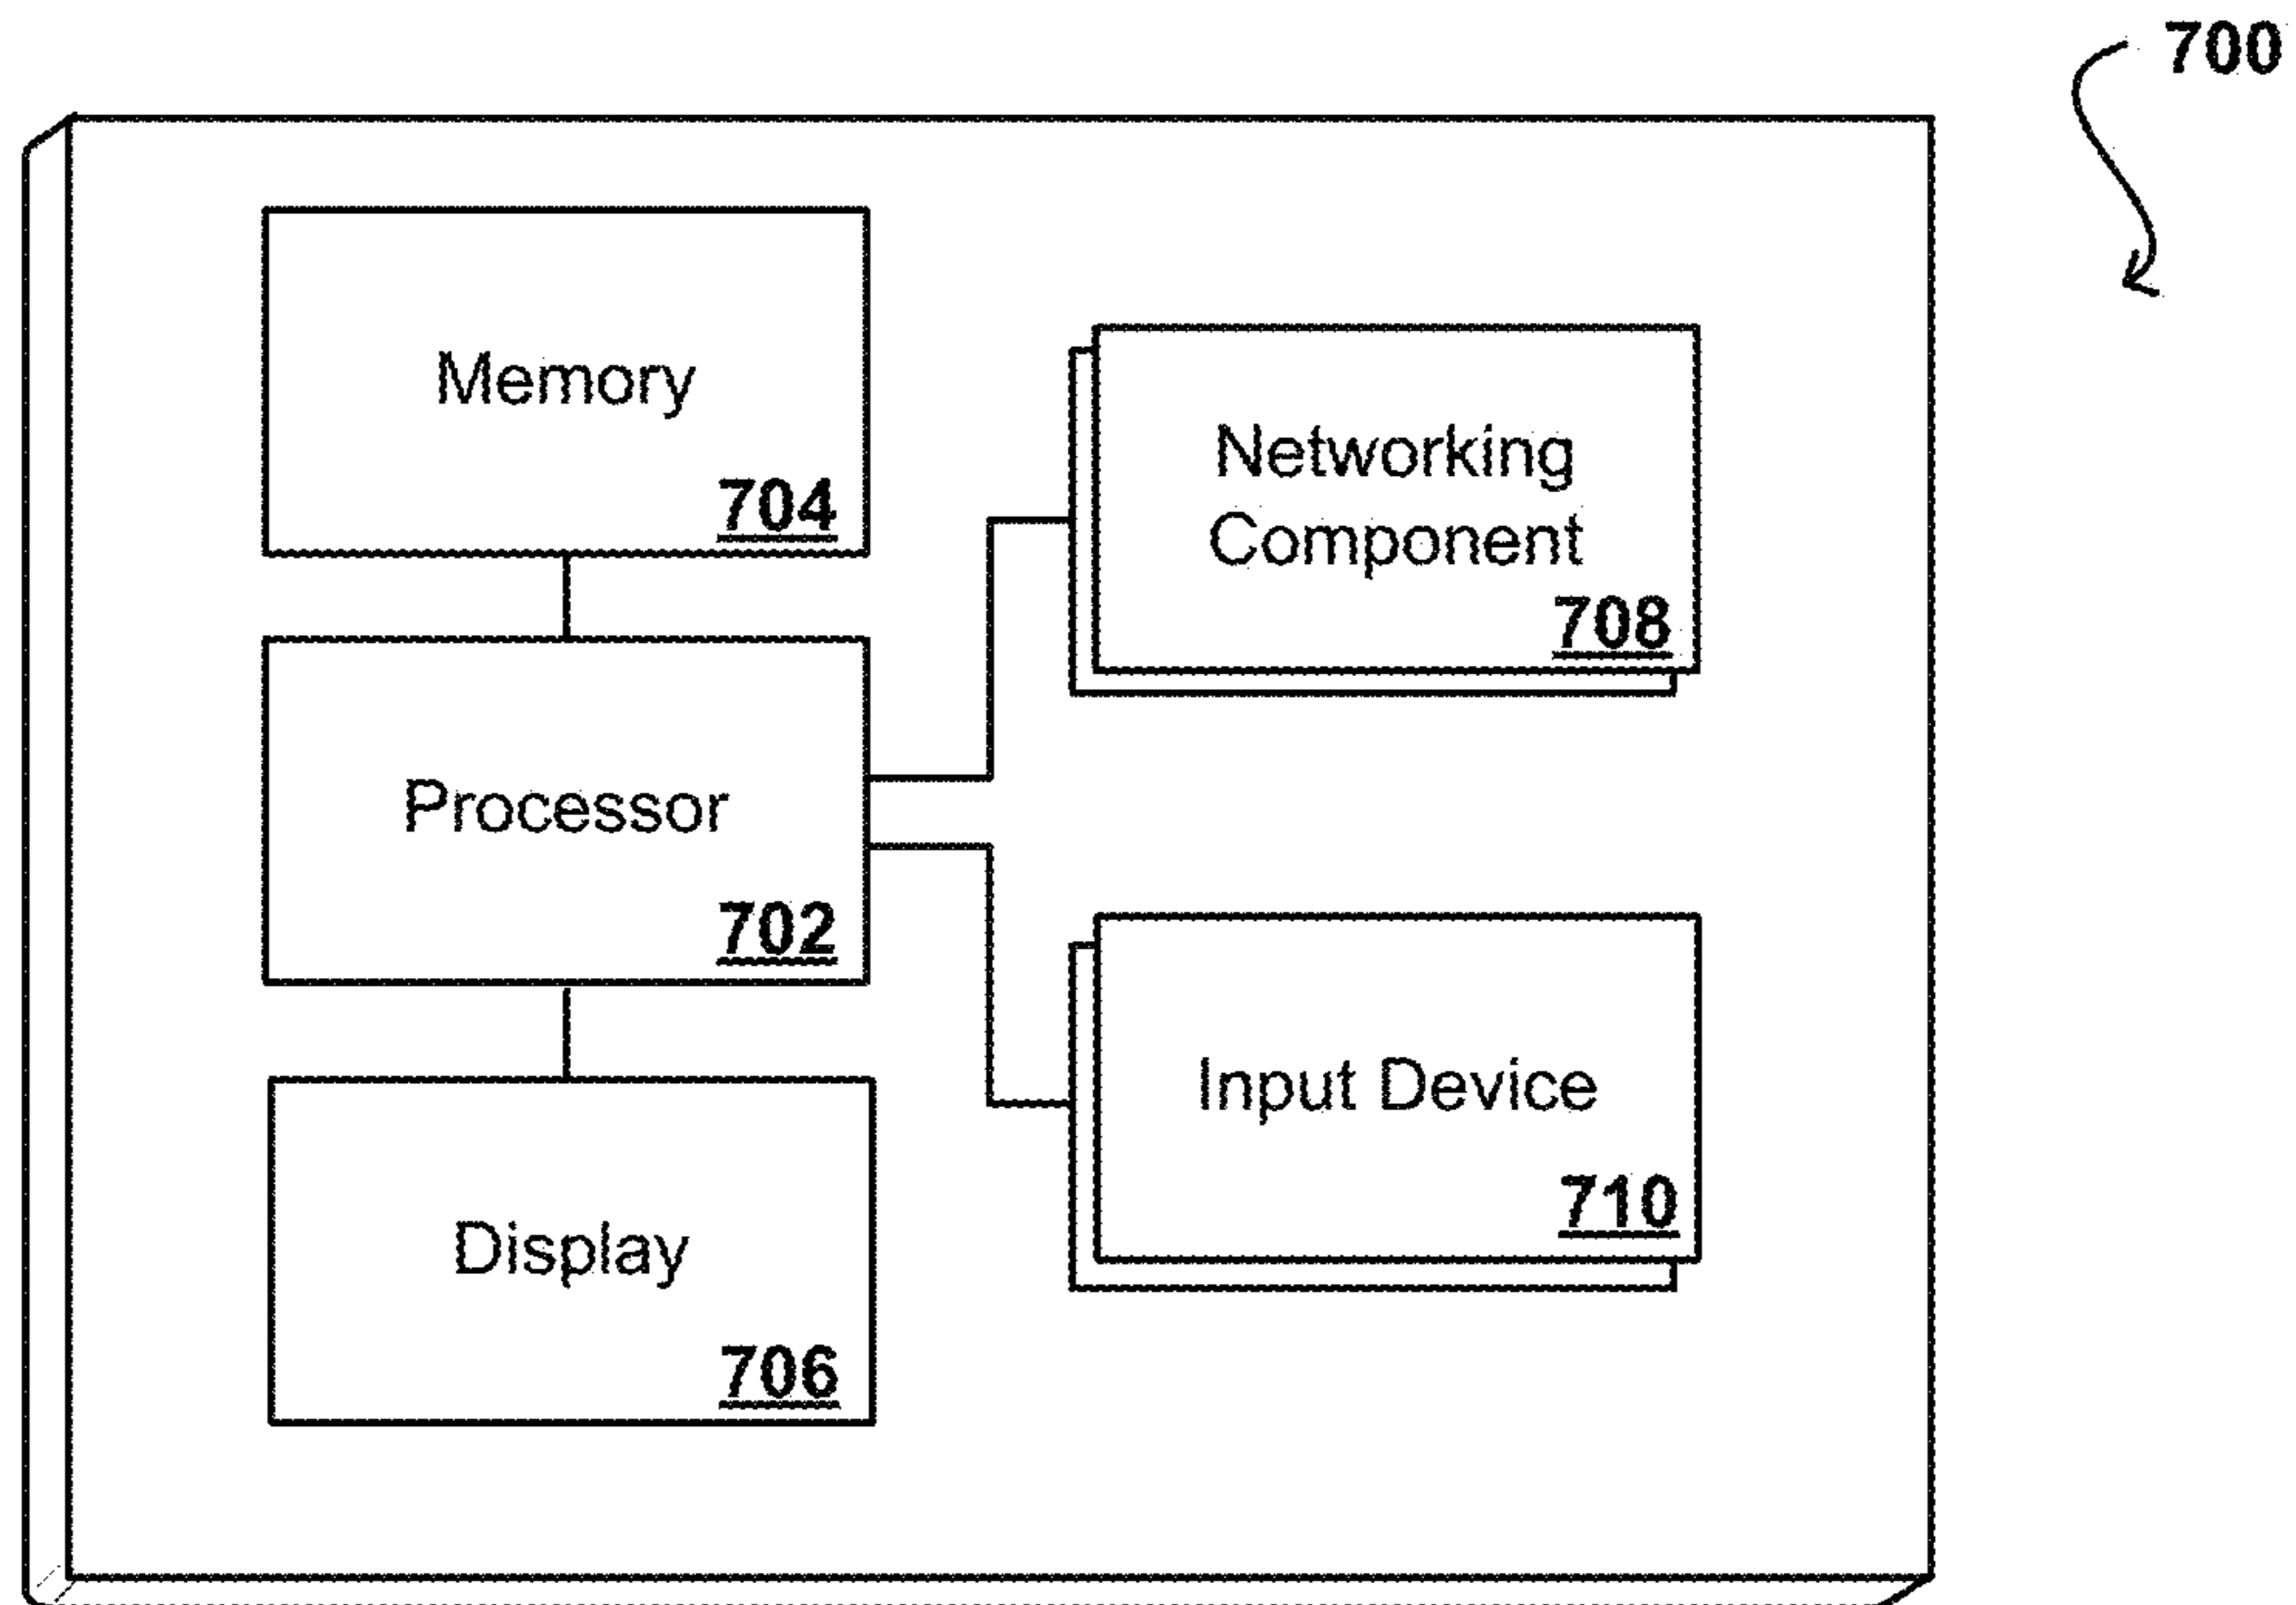 700
Memory
704
Networking
Component
708
Processor
702
Input Device
710
Display
706